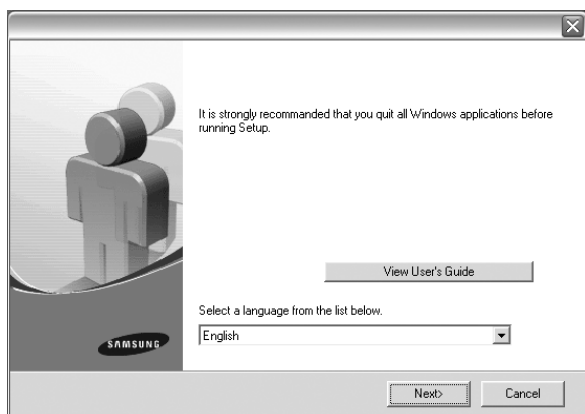 It is strongly recommanded that you quit all Windows applications before
running Setup.
View User's Guide
Select a language from the list below.
English
SAMSUNG
Next>
Cancel